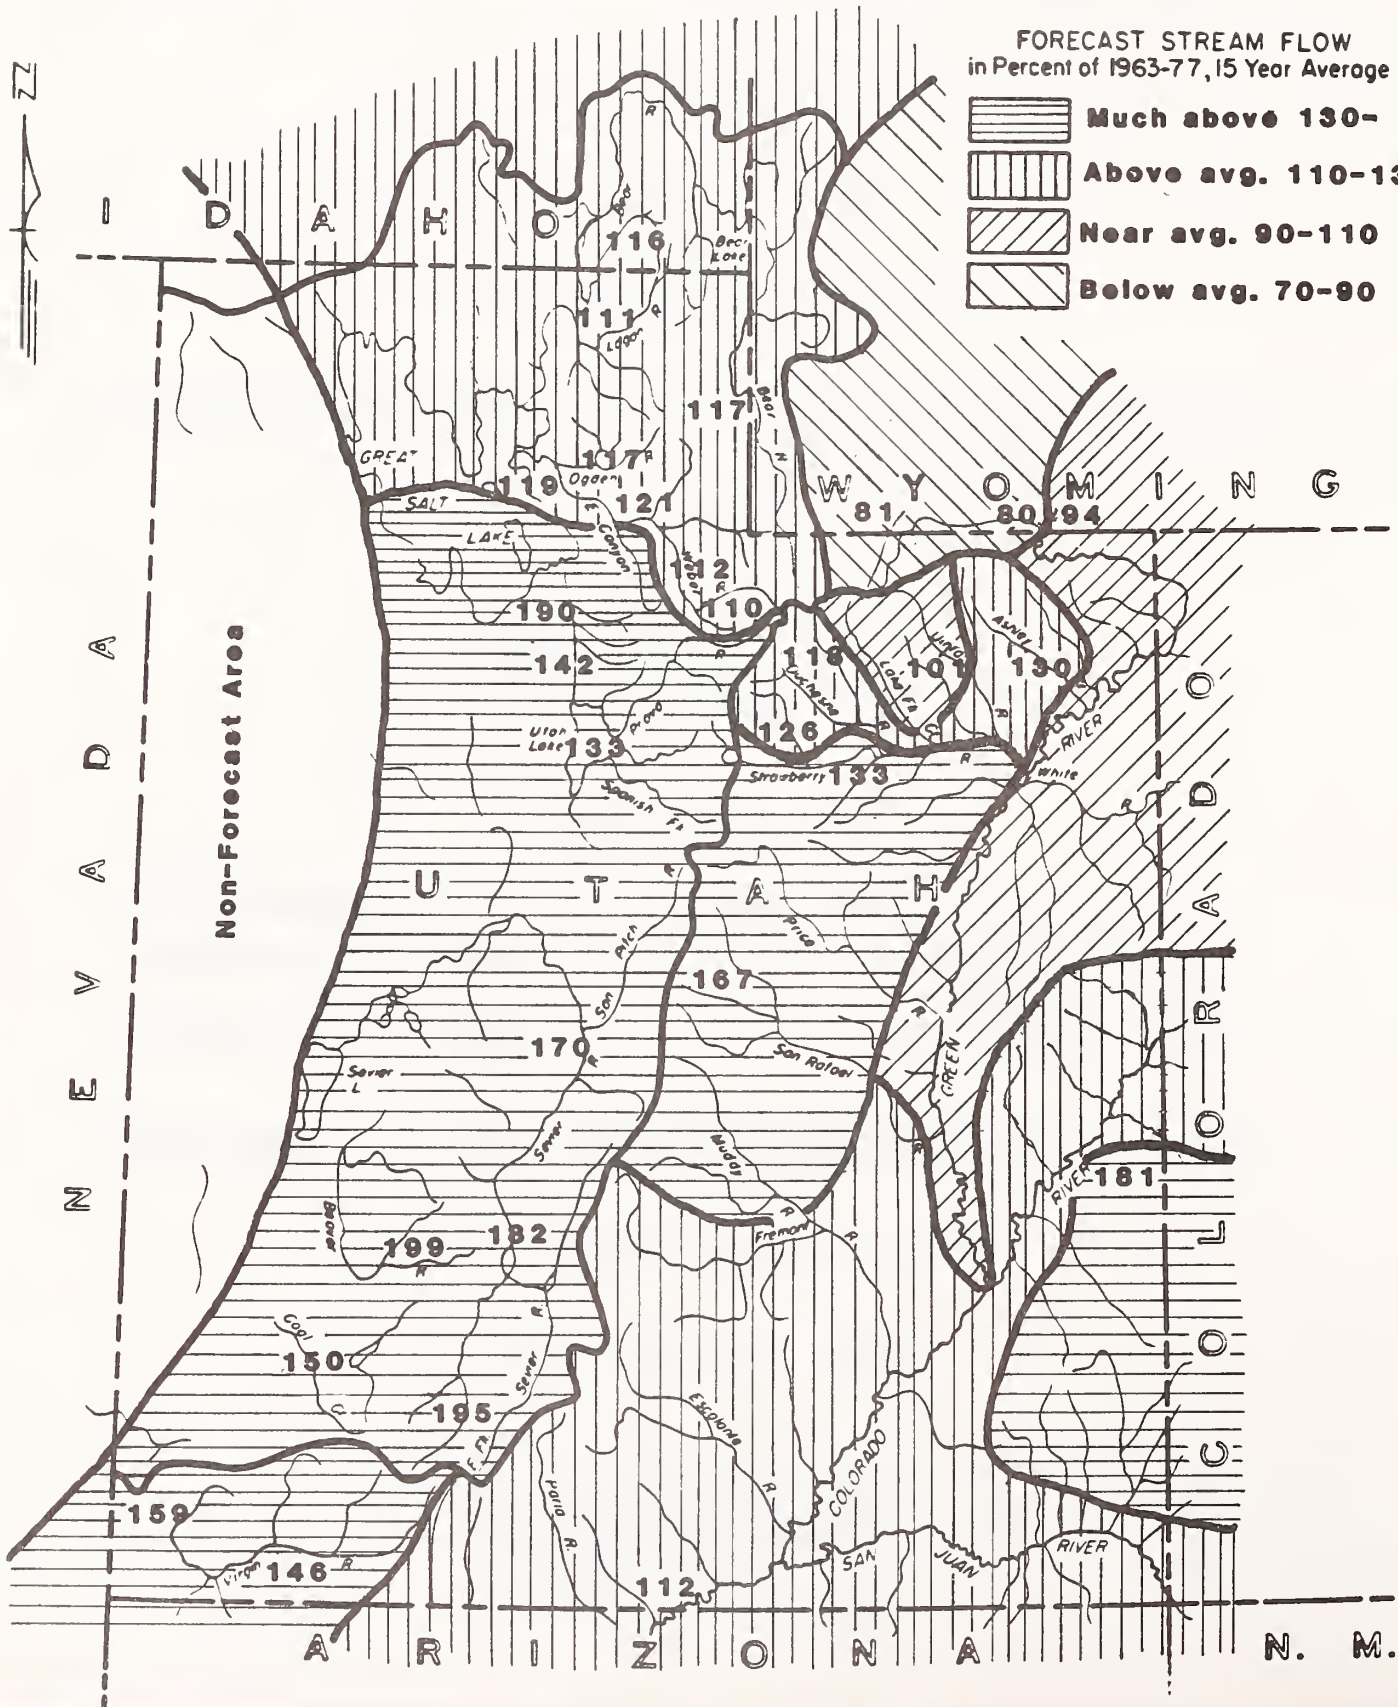 FORECAST STREAM FLOW
in Percent of 1963-77, 15 Year Average
Much above 130-
Above avg. 110-13
Near avg. 90-110
Below avg. 70-90
I D A H O
116
Bear
Bear
Lake
R
111
Logan R
117
Bear
117
R
119
Ogden
121
GREAT
SALT
LAKE
Canyon
W Y O M I N G
81
80
94
112
Weber
R
110
190
142
118
Duchesne
Lake Fk
Uinta
101
Ashley
130
R
Provo
Utah
Lake
133
126
Strawberry
133
R
R
RIVER
White
R
Spanish Fk
Non-Forecast Area
N E V A D A
U T A H
C O L O R A D O
R
San Pitch
Price
R
167
170
R
San Rafael
R
GREEN
Sevier
L
Sevier
Muddy
R
Fremont
R
RIVER
181
Beaver
R
199
182
R
Coal
150
C
Sevier
195
E. Fk
Escalante
R
COLORADO
Paria R
159
Virgin
146
R
112
SAN JUAN RIVER
A R I Z O N A
N. M.